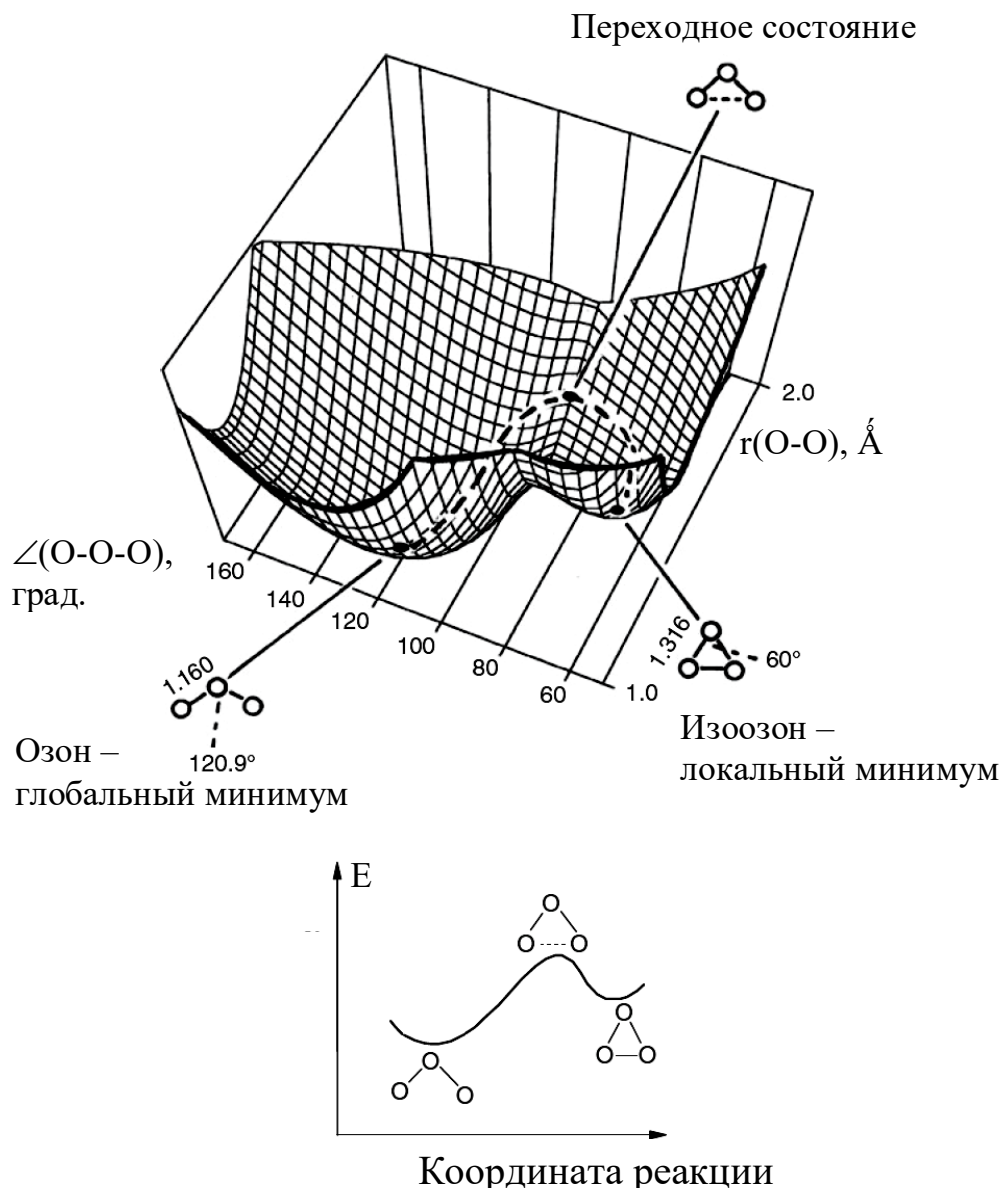 Переходное состояние
2.0
r(O-O), Ǻ
∠(O-O-O),
град.
160
140
120
100
80
60
1.0
1.160
120.9°
1.316
60°
Озон –
глобальный минимум
Изоозон –
локальный минимум
E
O
O
O
O
O
O
O
O
O
Координата реакции